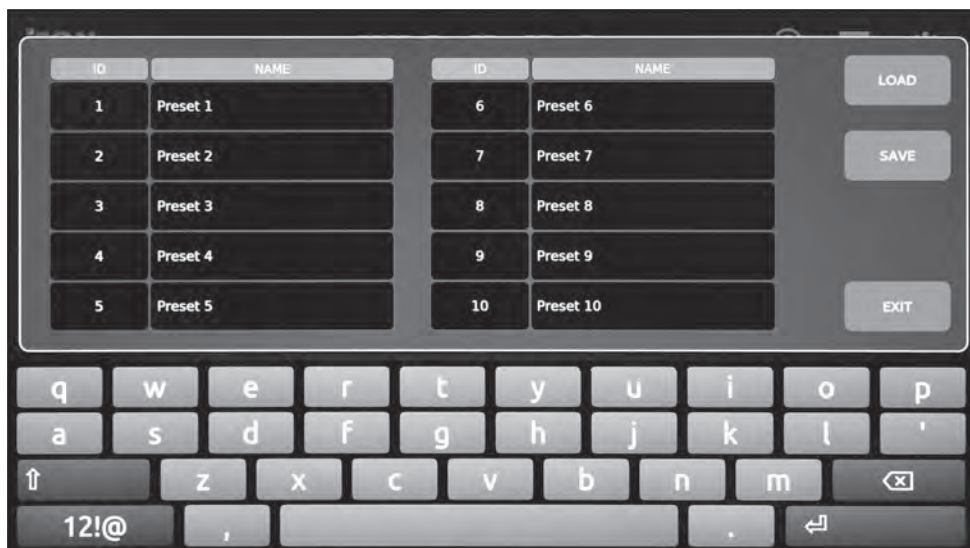 ID NAME ID NAME LOAD
1 Preset 1 6 Preset 6
2 Preset 2 7 Preset 7 SAVE
3 Preset 3 8 Preset 8
4 Preset 4 9 Preset 9
5 Preset 5 10 Preset 10 EXIT
q w e r t y u i o p
a s d f g h j k l '
⇧ z x c v b n m ⌫
12!@ , . ⏎